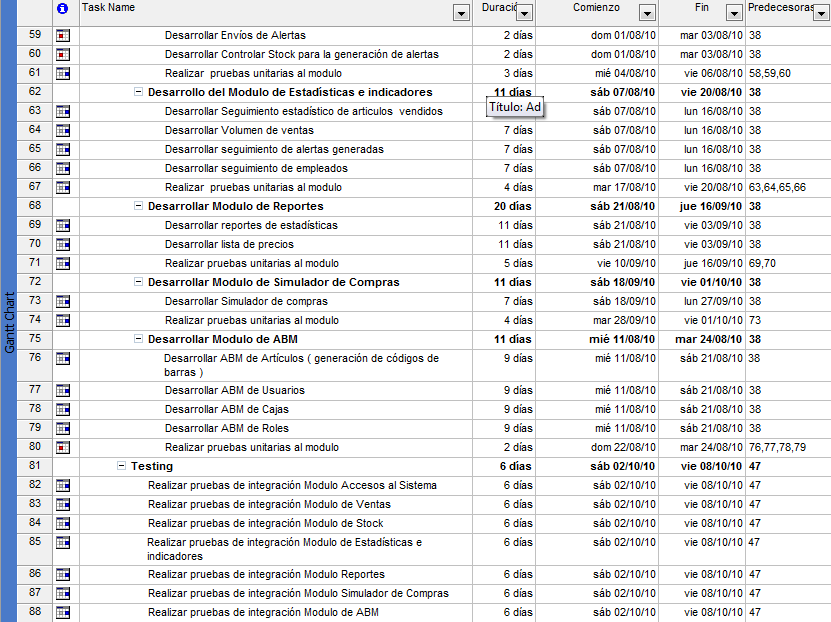 Task Name Duració Comienzo Fin Predecesoras
59 Desarrollar Envíos de Alertas 2 días dom 01/08/10 mar 03/08/10 38
60 Desarrollar Controlar Stock para la generación de alertas 2 días dom 01/08/10 mar 03/08/10 38
61 Realizar pruebas unitarias al modulo 3 días mié 04/08/10 vie 06/08/10 58,59,60
62 Desarrollo del Modulo de Estadísticas e indicadores 11 días sáb 07/08/10 vie 20/08/10 38
Título: Ad
63 Desarrollar Seguimiento estadístico de articulos vendidos sáb 07/08/10 lun 16/08/10 38
64 Desarrollar Volumen de ventas 7 días sáb 07/08/10 lun 16/08/10 38
65 Desarrollar seguimiento de alertas generadas 7 días sáb 07/08/10 lun 16/08/10 38
66 Desarrollar seguimiento de empleados 7 días sáb 07/08/10 lun 16/08/10 38
67 Realizar pruebas unitarias al modulo 4 días mar 17/08/10 vie 20/08/10 63,64,65,66
68 Desarrollar Modulo de Reportes 20 días sáb 21/08/10 jue 16/09/10 38
69 Desarrollar reportes de estadísticas 11 días sáb 21/08/10 vie 03/09/10 38
70 Desarrollar lista de precios 11 días sáb 21/08/10 vie 03/09/10 38
71 Realizar pruebas unitarias al modulo 5 días vie 10/09/10 jue 16/09/10 69,70
72 Desarrollar Modulo de Simulador de Compras 11 días sáb 18/09/10 vie 01/10/10 38
73 Desarrollar Simulador de compras 7 días sáb 18/09/10 lun 27/09/10 38
74 Realizar pruebas unitarias al modulo 4 días mar 28/09/10 vie 01/10/10 73
75 Desarrollar Modulo de ABM 11 días mié 11/08/10 mar 24/08/10 38
76 Desarrollar ABM de Artículos ( generación de códigos de 9 días mié 11/08/10 sáb 21/08/10 38
barras )
77 Desarrollar ABM de Usuarios 9 días mié 11/08/10 sáb 21/08/10 38
78 Desarrollar ABM de Cajas 9 días mié 11/08/10 sáb 21/08/10 38
79 Desarrollar ABM de Roles 9 días mié 11/08/10 sáb 21/08/10 38
80 Realizar pruebas unitarias al modulo 2 días dom 22/08/10 mar 24/08/10 76,77,78,79
81 Testing 6 días sáb 02/10/10 vie 08/10/10 47
82 Realizar pruebas de integración Modulo Accesos al Sistema 6 días sáb 02/10/10 vie 08/10/10 47
83 Realizar pruebas de integración Modulo de Ventas 6 días sáb 02/10/10 vie 08/10/10 47
84 Realizar pruebas de integración Modulo de Stock 6 días sáb 02/10/10 vie 08/10/10 47
85 Realizar pruebas de integración Modulo de Estadísticas e 6 días sáb 02/10/10 vie 08/10/10 47
indicadores
86 Realizar pruebas de integración Modulo Reportes 6 días sáb 02/10/10 vie 08/10/10 47
87 Realizar pruebas de integración Modulo Simulador de Compras 6 días sáb 02/10/10 vie 08/10/10 47
88 Realizar pruebas de integración Modulo de ABM 6 días sáb 02/10/10 vie 08/10/10 47
Gantt Chart